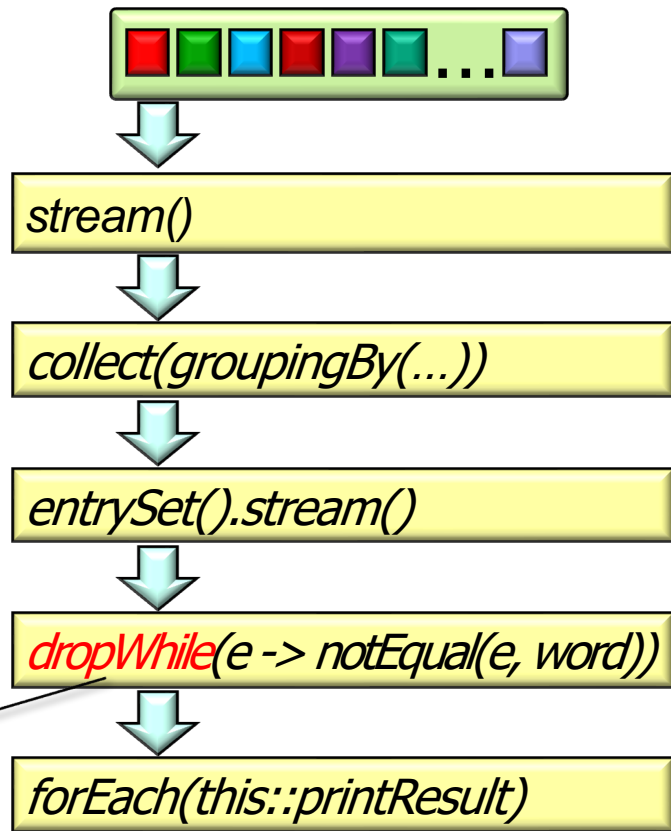 ...
stream()
collect(groupingBy(...))
entrySet().stream()
dropWhile(e -> notEqual(e, word))
forEach(this::printResult)